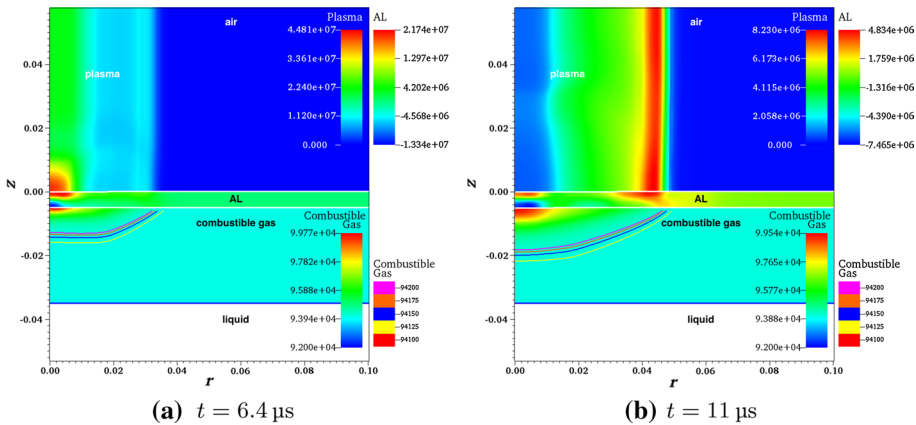 air
Plasma
AL
4.481e+07
3.361e+07
2.240e+07
1.120e+07
0.000
2.174e+07
1.297e+07
4.202e+06
-4.568e+06
-1.334e+07
plasma
AL
combustible gas
Combustible
Gas
9.977e+04
9.782e+04
9.588e+04
9.394e+04
9.200e+04
Combustible
Gas
94200
94175
94150
94125
94100
liquid
0.04
0.02
0.00
-0.02
-0.04
z
0.00
0.02
0.04
0.06
0.08
0.10
r
(a) t = 6.4 μs
air
Plasma
AL
8.230e+06
6.173e+06
4.115e+06
2.058e+06
0.000
4.834e+06
1.759e+06
-1.316e+06
-4.390e+06
-7.465e+06
plasma
AL
combustible gas
Combustible
Gas
9.954e+04
9.765e+04
9.577e+04
9.388e+04
9.200e+04
Combustible
Gas
94200
94175
94150
94125
94100
liquid
0.04
0.02
0.00
-0.02
-0.04
z
0.00
0.02
0.04
0.06
0.08
0.10
r
(b) t = 11 μs